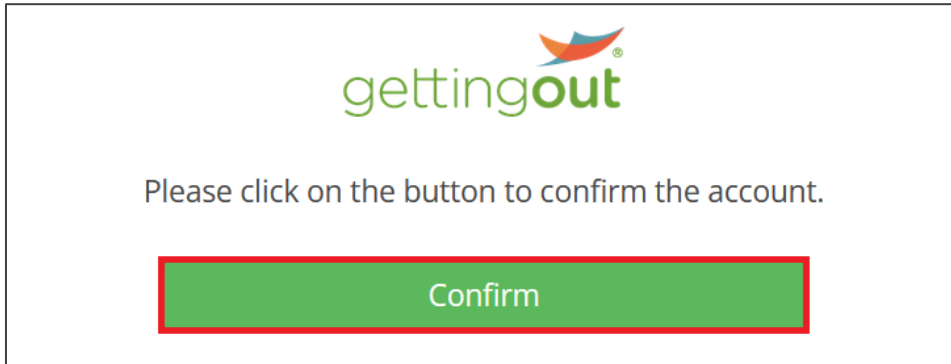 gettingout®
Please click on the button to confirm the account.
Confirm